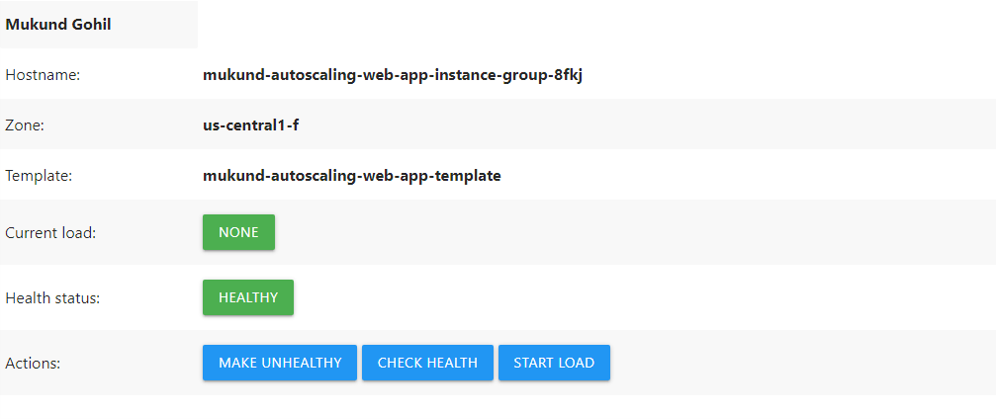 Mukund Gohil
Hostname: mukund-autoscaling-web-app-instance-group-8fkj
Zone: us-central1-f
Template: mukund-autoscaling-web-app-template
Current load: NONE
Health status: HEALTHY
Actions: MAKE UNHEALTHY CHECK HEALTH START LOAD